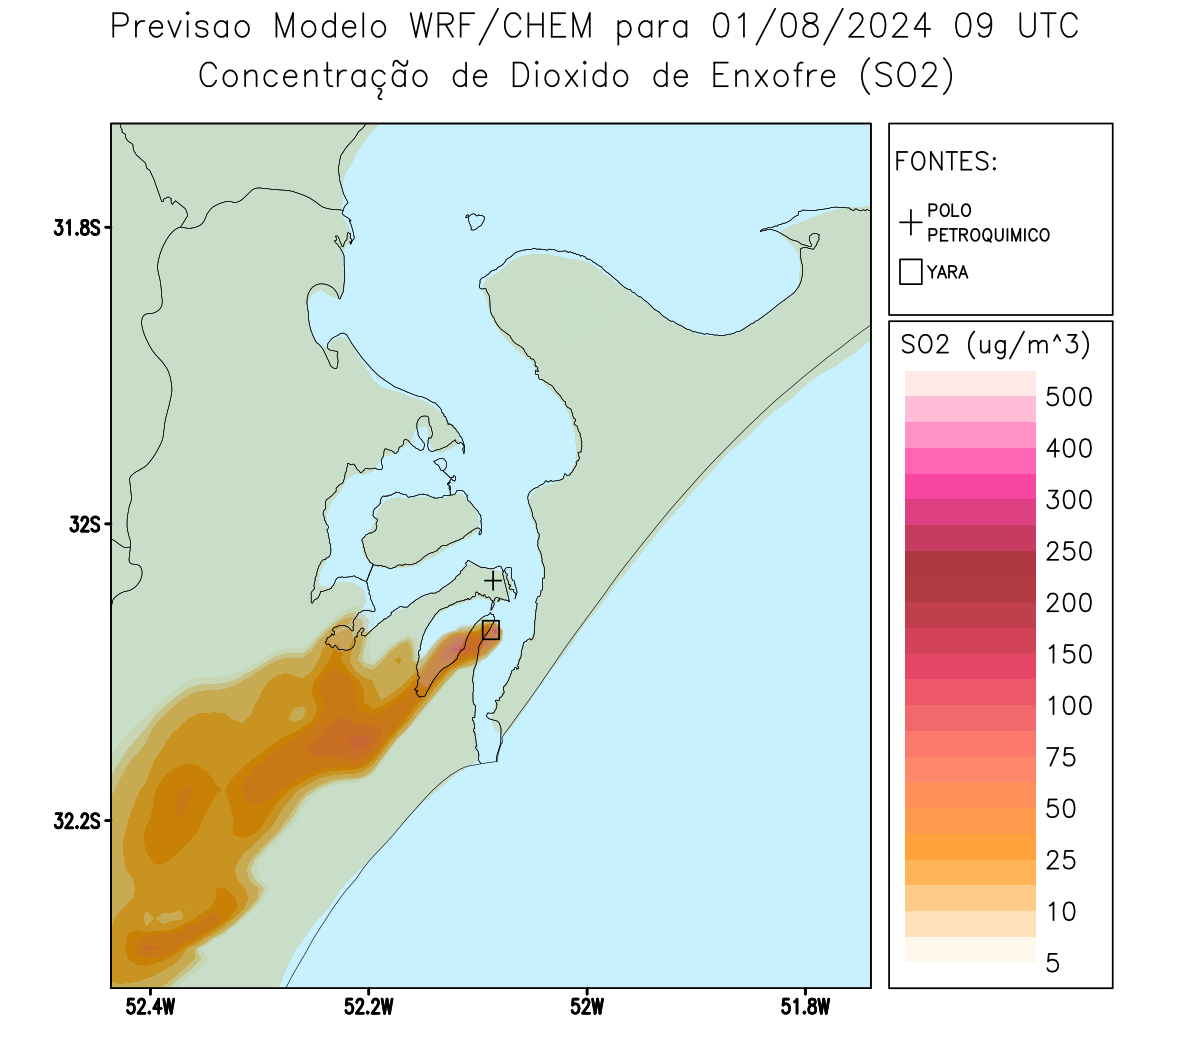 Previsao Modelo WRF/CHEM para 01/08/2024 09 UTC
Concentração de Dioxido de Enxofre (SO2)
FONTES:
POLO
PETROQUIMICO
YARA
SO2 (ug/m^3)
500
400
300
250
200
150
100
75
50
25
10
5
31.8S
32S
32.2S
52.4W
52.2W
52W
51.8W